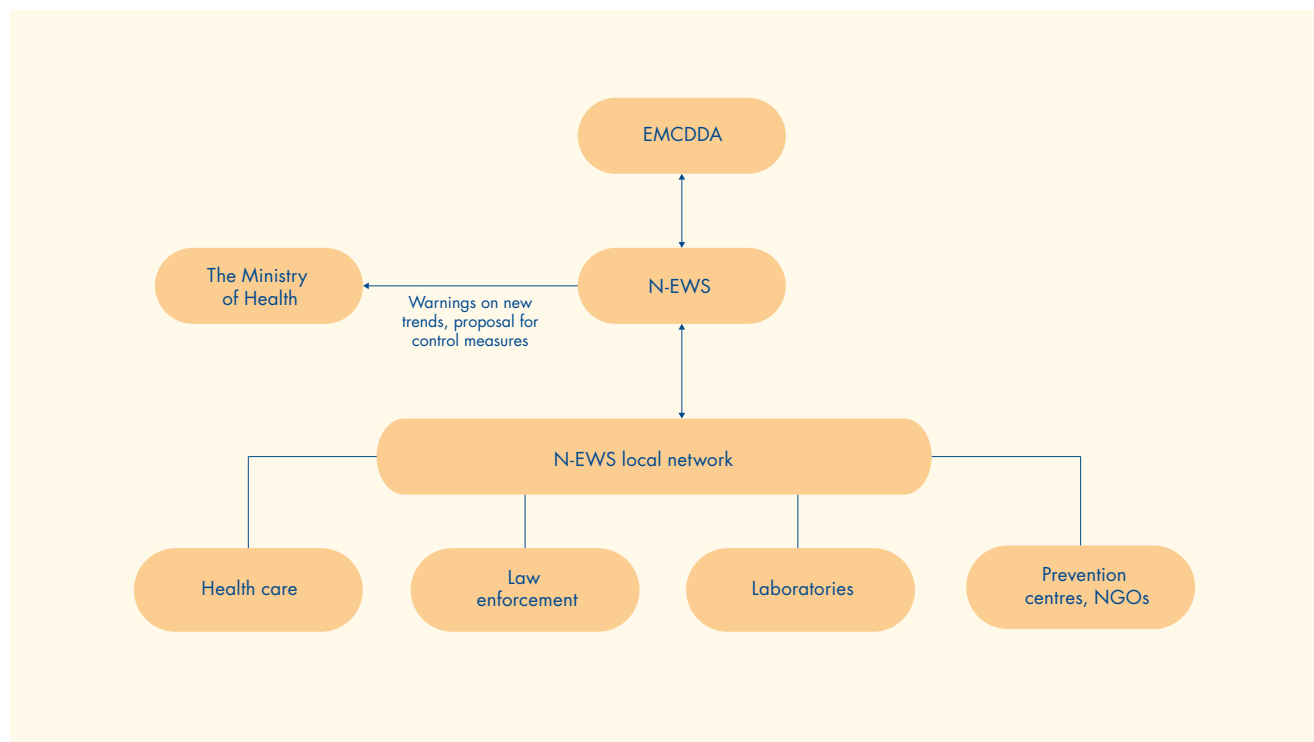 EMCDDA
The Ministry
of Health
N-EWS
Warnings on new
trends, proposal for
control measures
N-EWS local network
Health care
Law
enforcement
Laboratories
Prevention
centres, NGOs